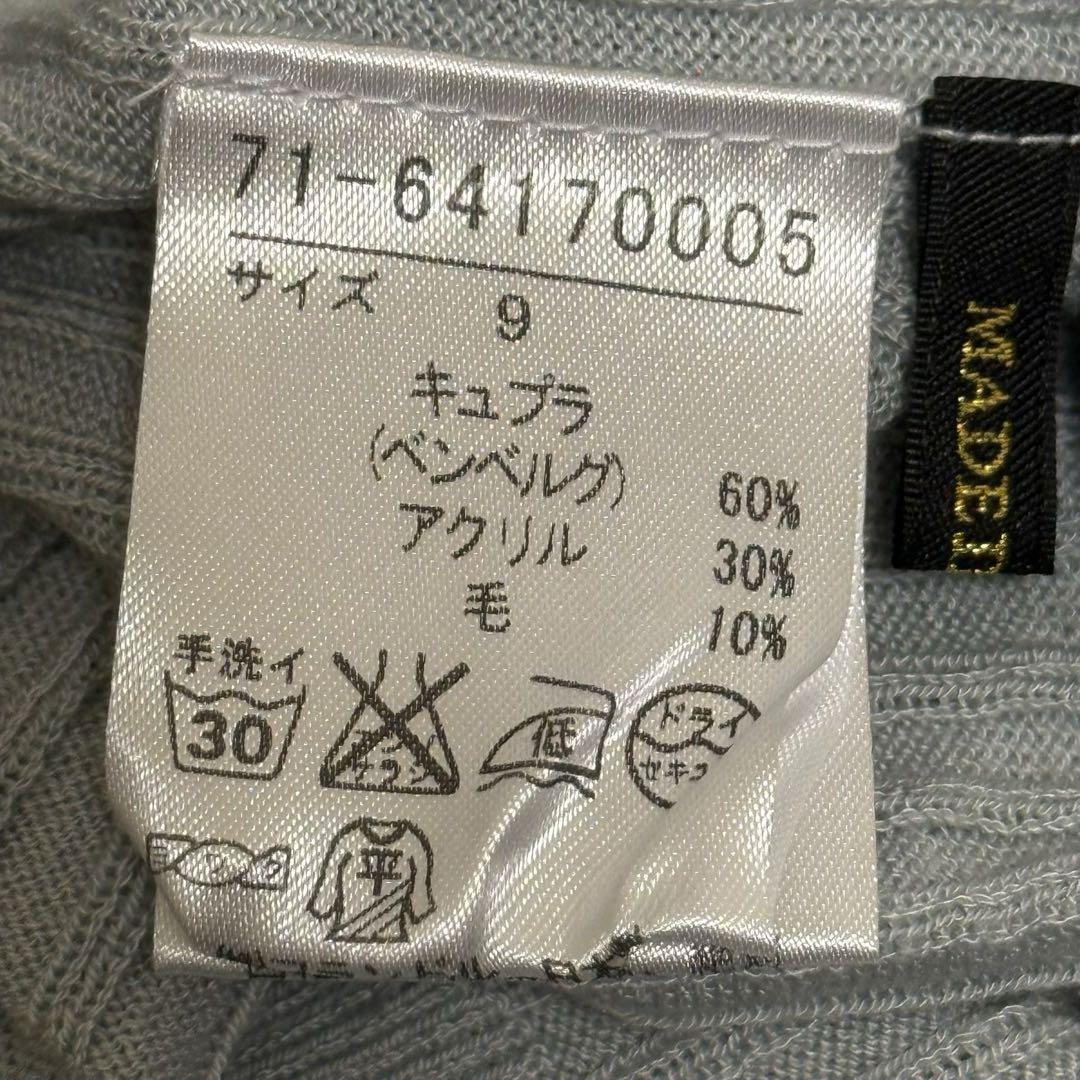 71-64170005
サイズ 9
キュプラ
(ベンベルグ) 60%
アクリル 30%
毛 10%
手洗イ
30
低
ドライ
平
MADE